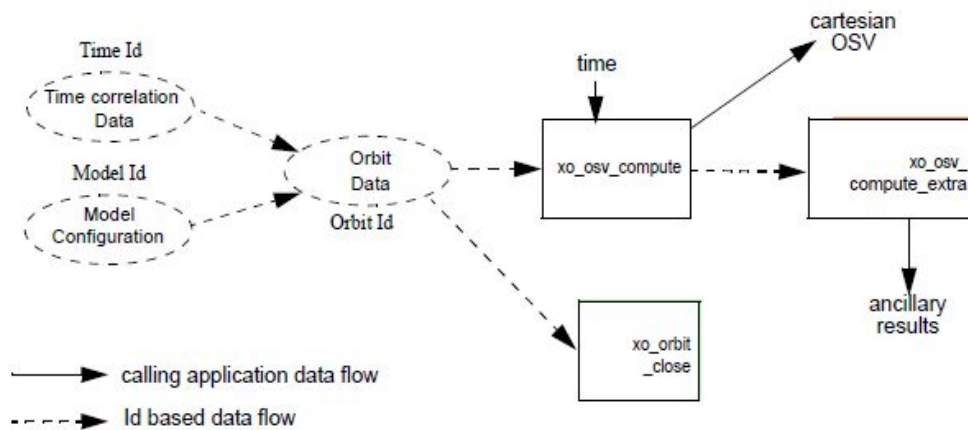 cartesian
OSV
Time Id
time
Time correlation
Data
Orbit
Data
xo_osv_compute
xo_osv_
compute_extra
Model Id
Model
Configuration
Orbit Id
ancillary
results
xo_orbit
_close
calling application data flow
Id based data flow